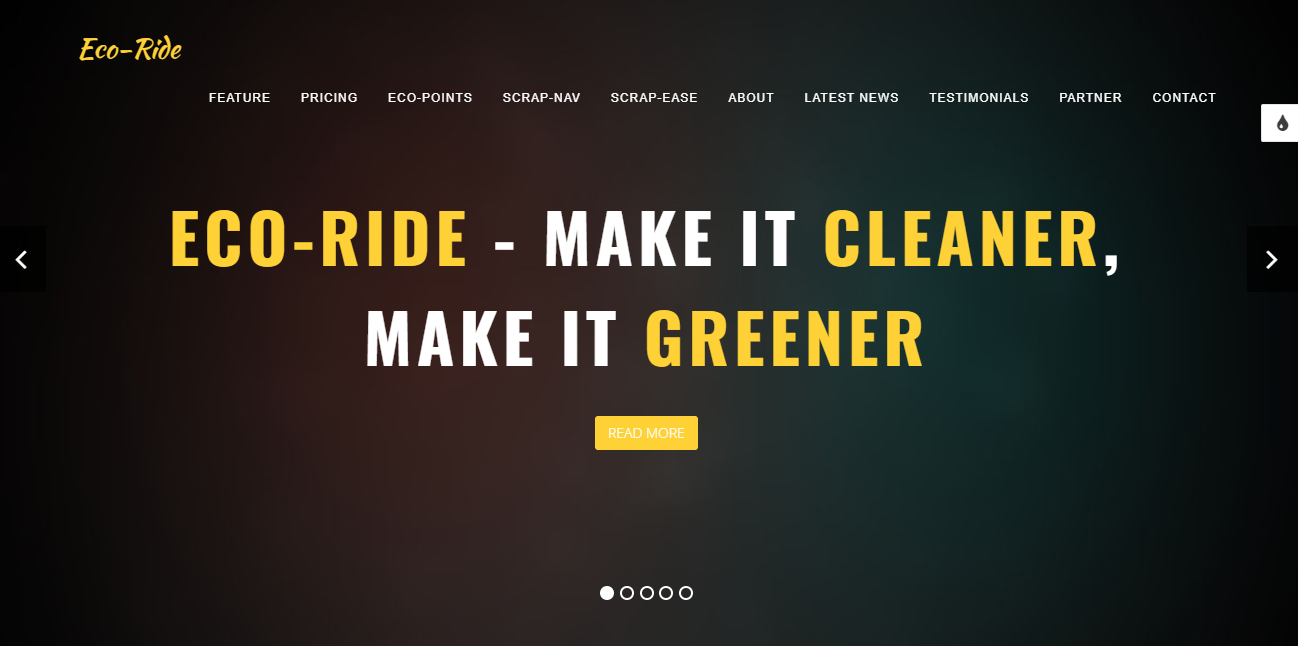 Eco-Ride
FEATURE PRICING ECO-POINTS SCRAP-NAV SCRAP-EASE ABOUT LATEST NEWS TESTIMONIALS PARTNER CONTACT
ECO-RIDE - MAKE IT CLEANER,
MAKE IT GREENER
READ MORE